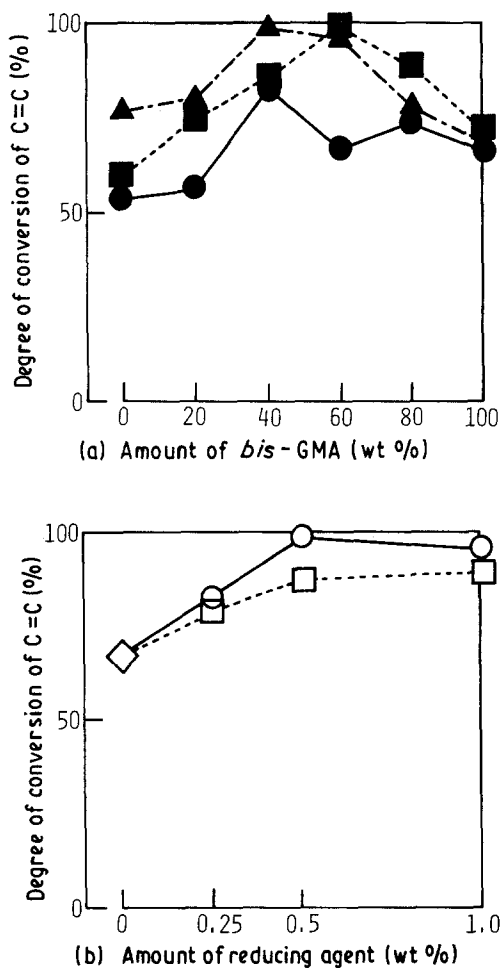 Degree of conversion of C=C (%)
100
50
0
0 20 40 60 80 100
(a) Amount of bis-GMA (wt %)
Degree of conversion of C=C (%)
100
50
0
0 0.25 0.5 1.0
(b) Amount of reducing agent (wt %)